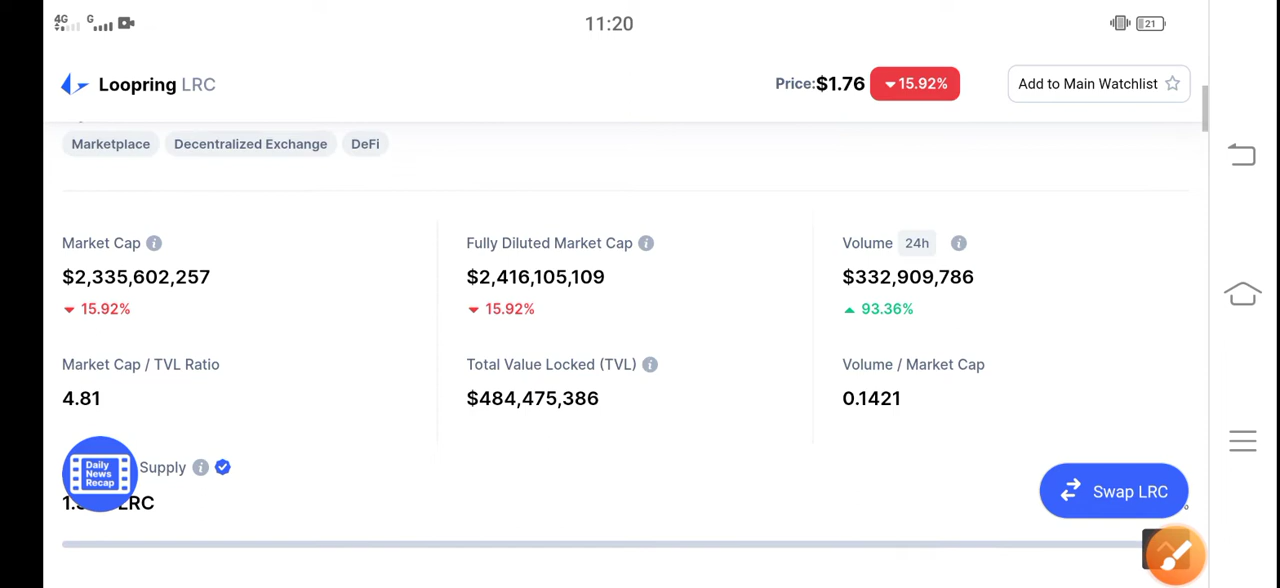 4G G 11:20 21
Loopring LRC Price:$1.76 15.92% Add to Main Watchlist
Marketplace Decentralized Exchange DeFi
Market Cap Fully Diluted Market Cap Volume 24h
$2,335,602,257 $2,416,105,109 $332,909,786
15.92% 15.92% 93.36%
Market Cap / TVL Ratio Total Value Locked (TVL) Volume / Market Cap
4.81 $484,475,386 0.1421
Daily
News
Recap
Supply
LRC
Swap LRC